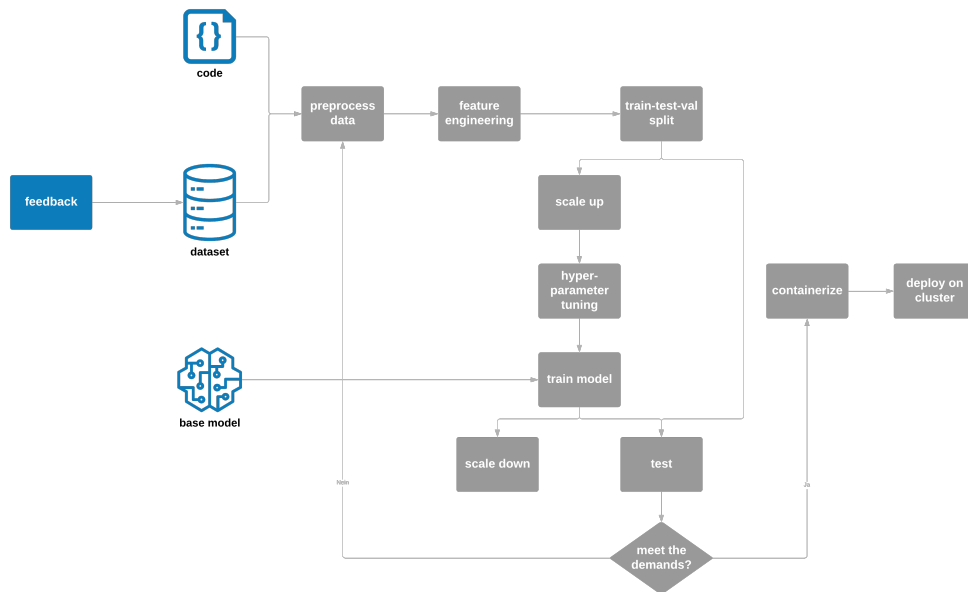 {}
code
preprocess
data
feature
engineering
train-test-val
split
feedback
dataset
scale up
hyper-
parameter
tuning
containerize
deploy on
cluster
base model
train model
scale down
test
Nein
Ja
meet the
demands?